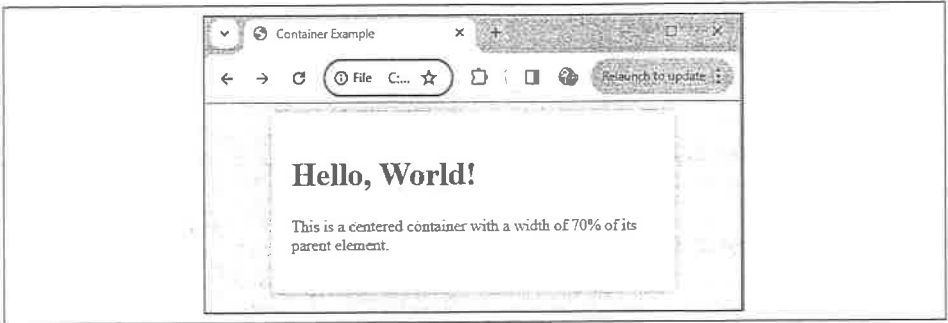 Container Example
File C:... 
Relaunch to update
Hello, World!
This is a centered container with a width of 70% of its
parent element.